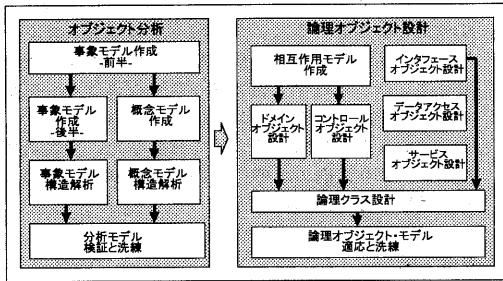 オブジェクト分析
事象モデル作成
-前半-
事象モデル
作成
-後半-
概念モデル
作成
事象モデル
構造解析
概念モデル
構造解析
分析モデル
検証と洗練
論理オブジェクト設計
相互作用モデル
作成
インタフェース
オブジェクト設計
ドメイン
オブジェクト
設計
コントロール
オブジェクト
設計
データアクセス
オブジェクト設計
サービス
オブジェクト設計
論理クラス設計
論理オブジェクト・モデル
適応と洗練